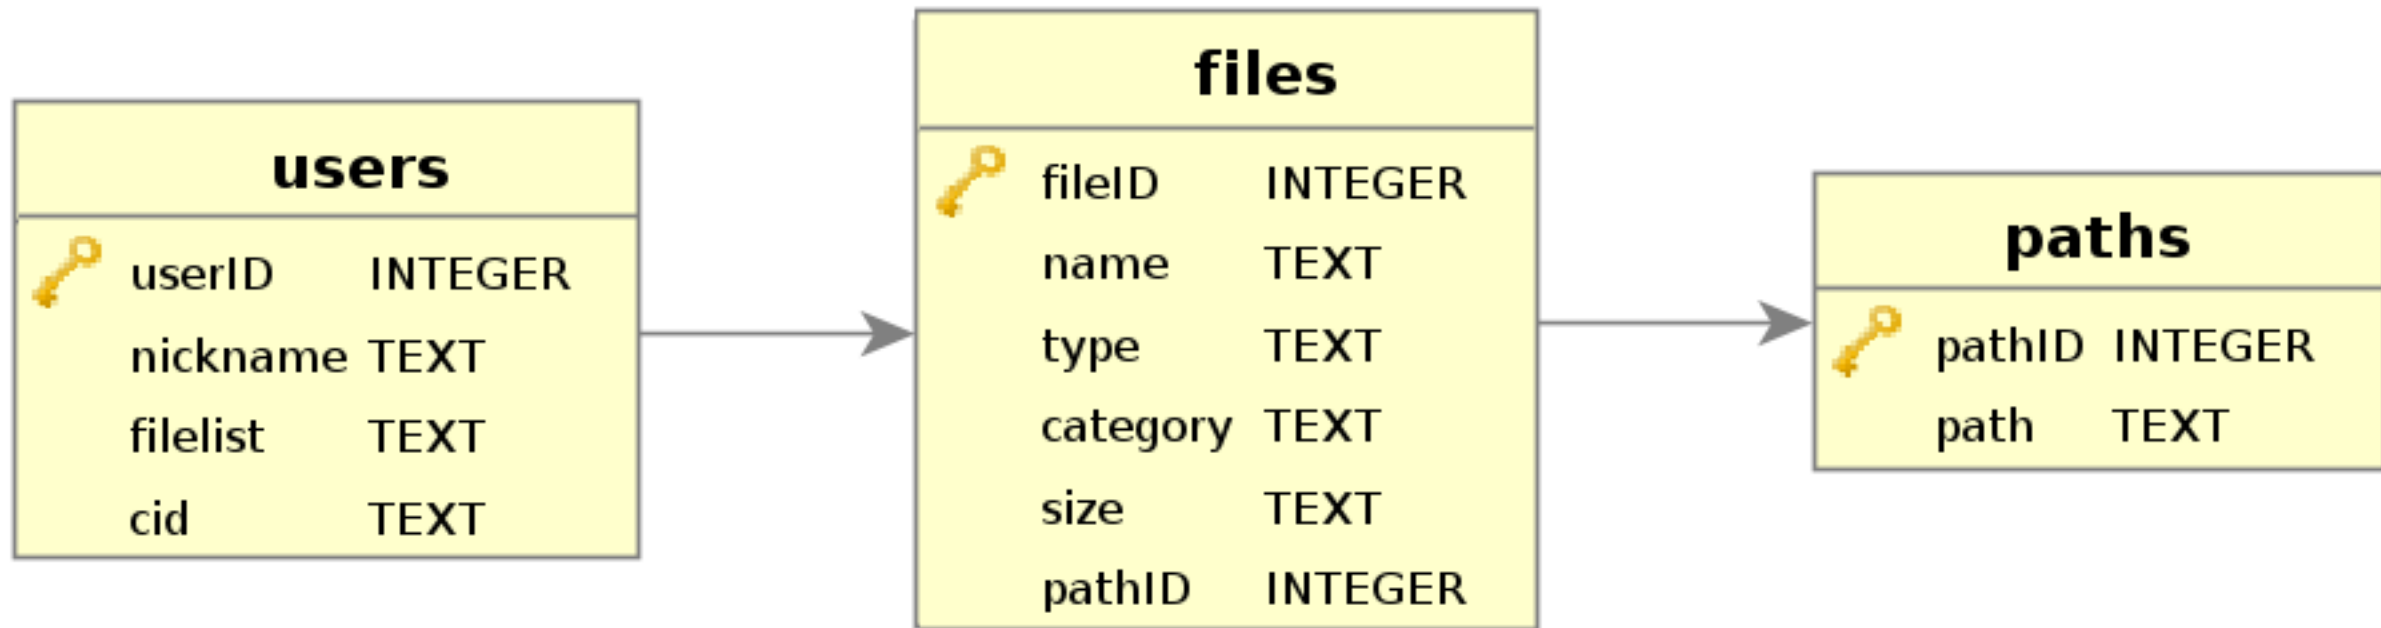 users
userID INTEGER
nickname TEXT
filelist TEXT
cid TEXT
files
fileID INTEGER
name TEXT
type TEXT
category TEXT
size TEXT
pathID INTEGER
paths
pathID INTEGER
path TEXT